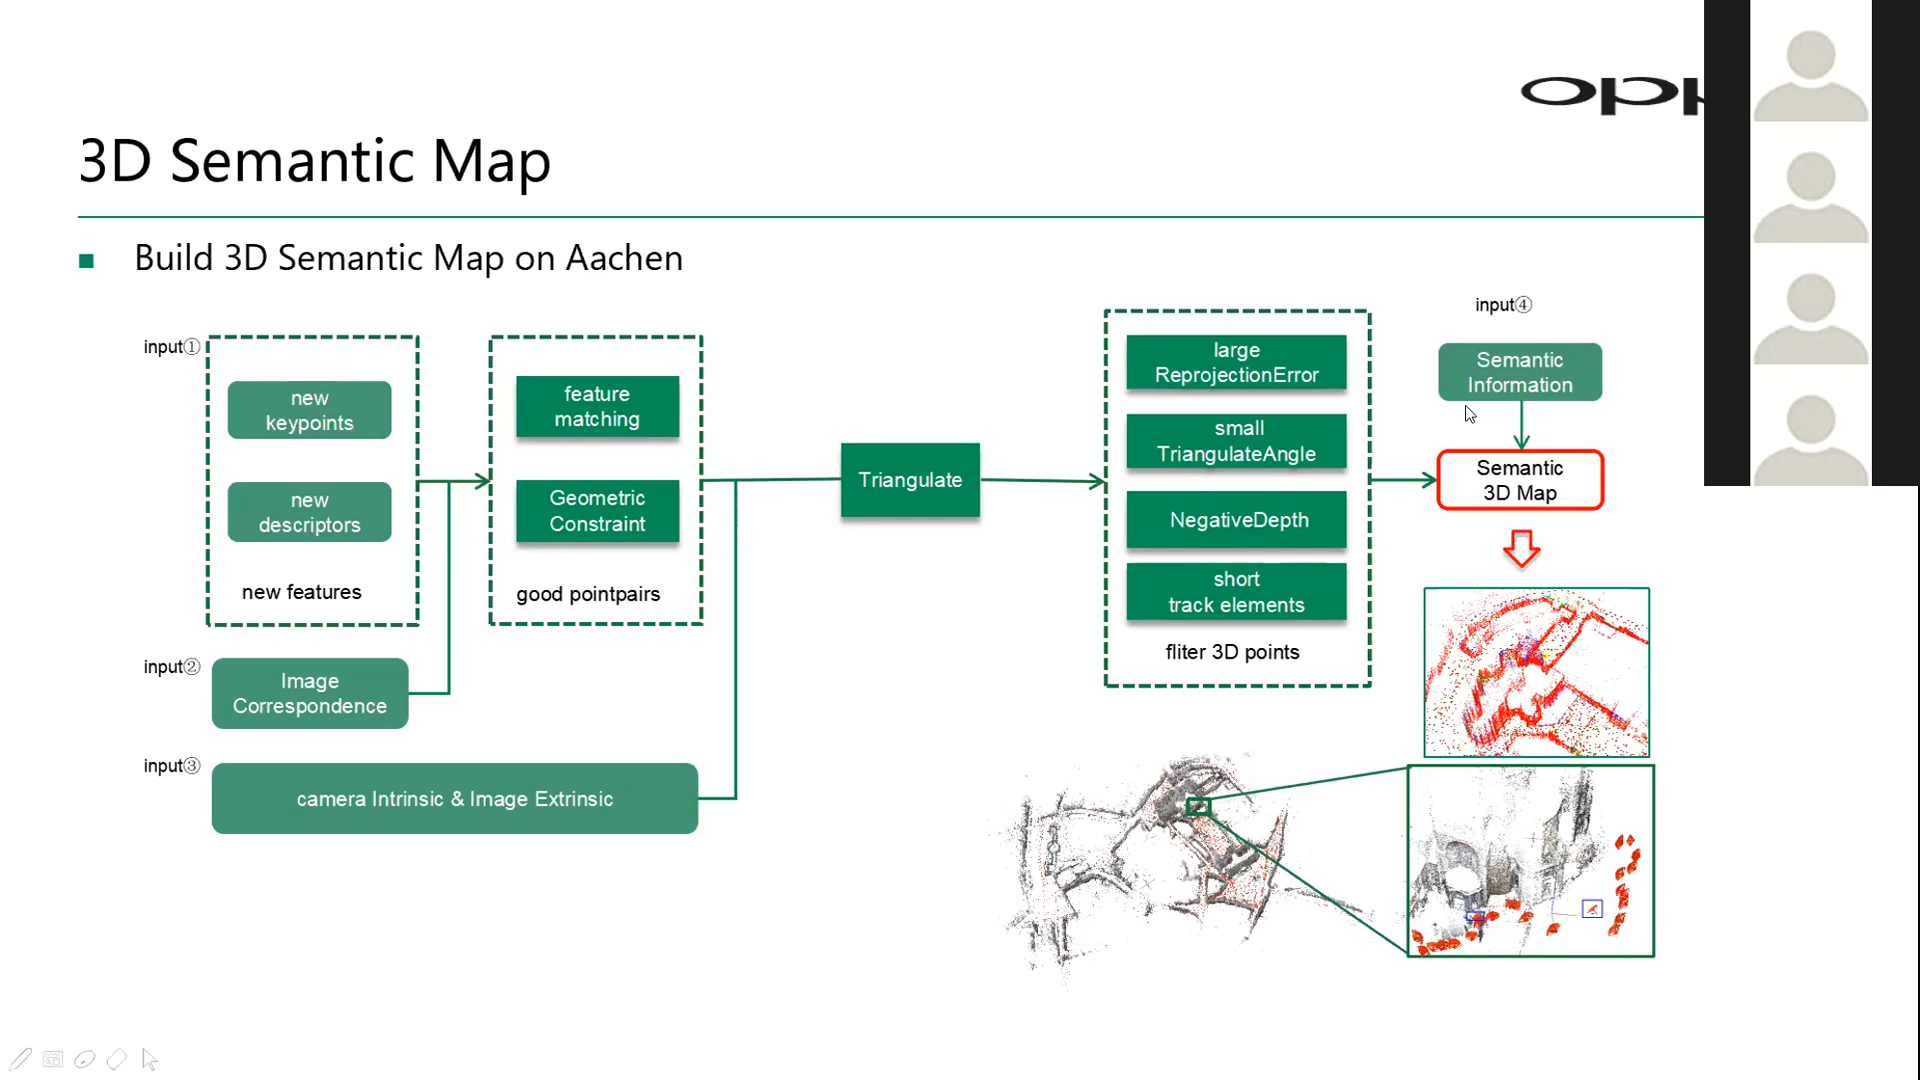 3D Semantic Map
Build 3D Semantic Map on Aachen
input①
new
keypoints
new
descriptors
new features
feature
matching
Geometric
Constraint
good pointpairs
input②
Image
Correspondence
input③
camera Intrinsic & Image Extrinsic
Triangulate
large
ReprojectionError
small
TriangulateAngle
NegativeDepth
short
track elements
fliter 3D points
input④
Semantic
Information
Semantic
3D Map